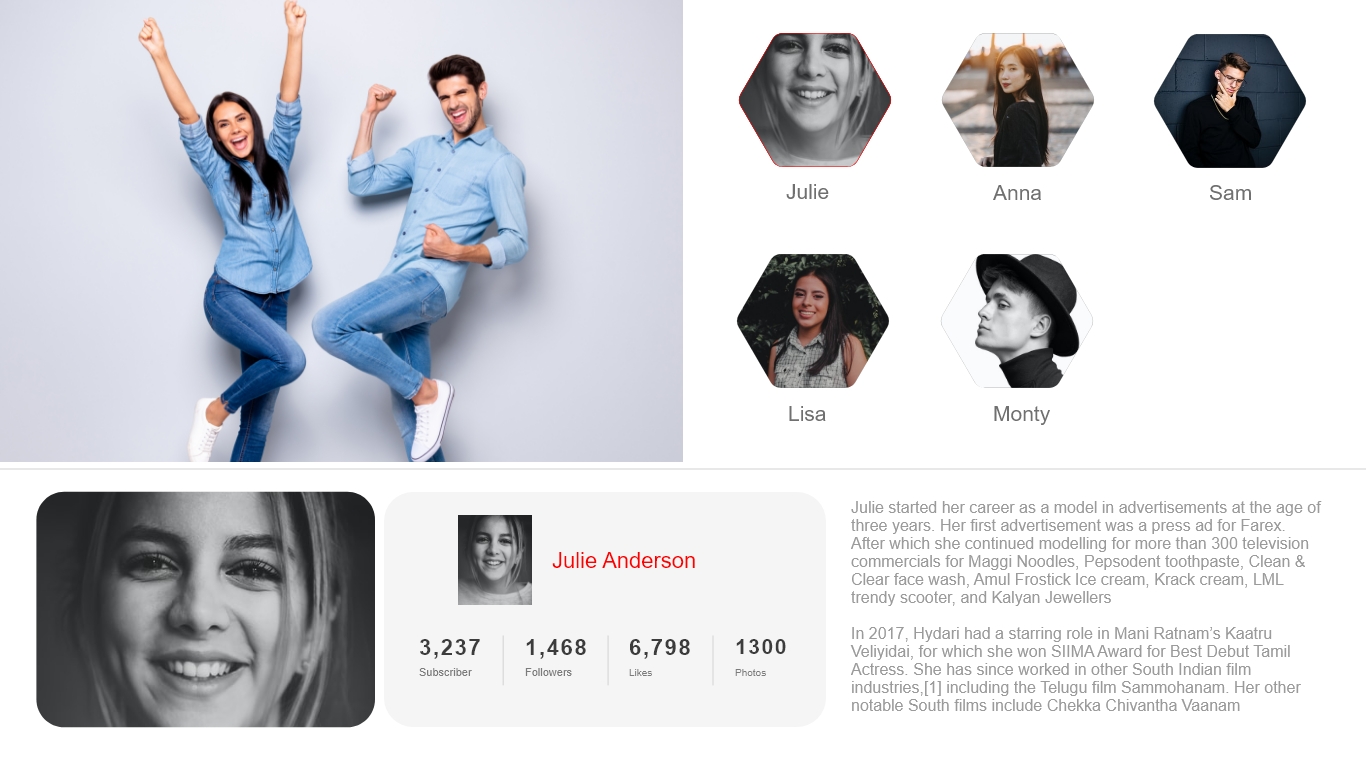 Julie
Anna
Sam
Lisa
Monty
Julie Anderson
3,237
Subscriber
1,468
Followers
6,798
Likes
1300
Photos
Julie started her career as a model in advertisements at the age of
three years. Her first advertisement was a press ad for Farex.
After which she continued modelling for more than 300 television
commercials for Maggi Noodles, Pepsodent toothpaste, Clean &
Clear face wash, Amul Frostick Ice cream, Krack cream, LML
trendy scooter, and Kalyan Jewellers
In 2017, Hydari had a starring role in Mani Ratnam’s Kaatru
Veliyidai, for which she won SIIMA Award for Best Debut Tamil
Actress. She has since worked in other South Indian film
industries,[1] including the Telugu film Sammohanam. Her other
notable South films include Chekka Chivantha Vaanam